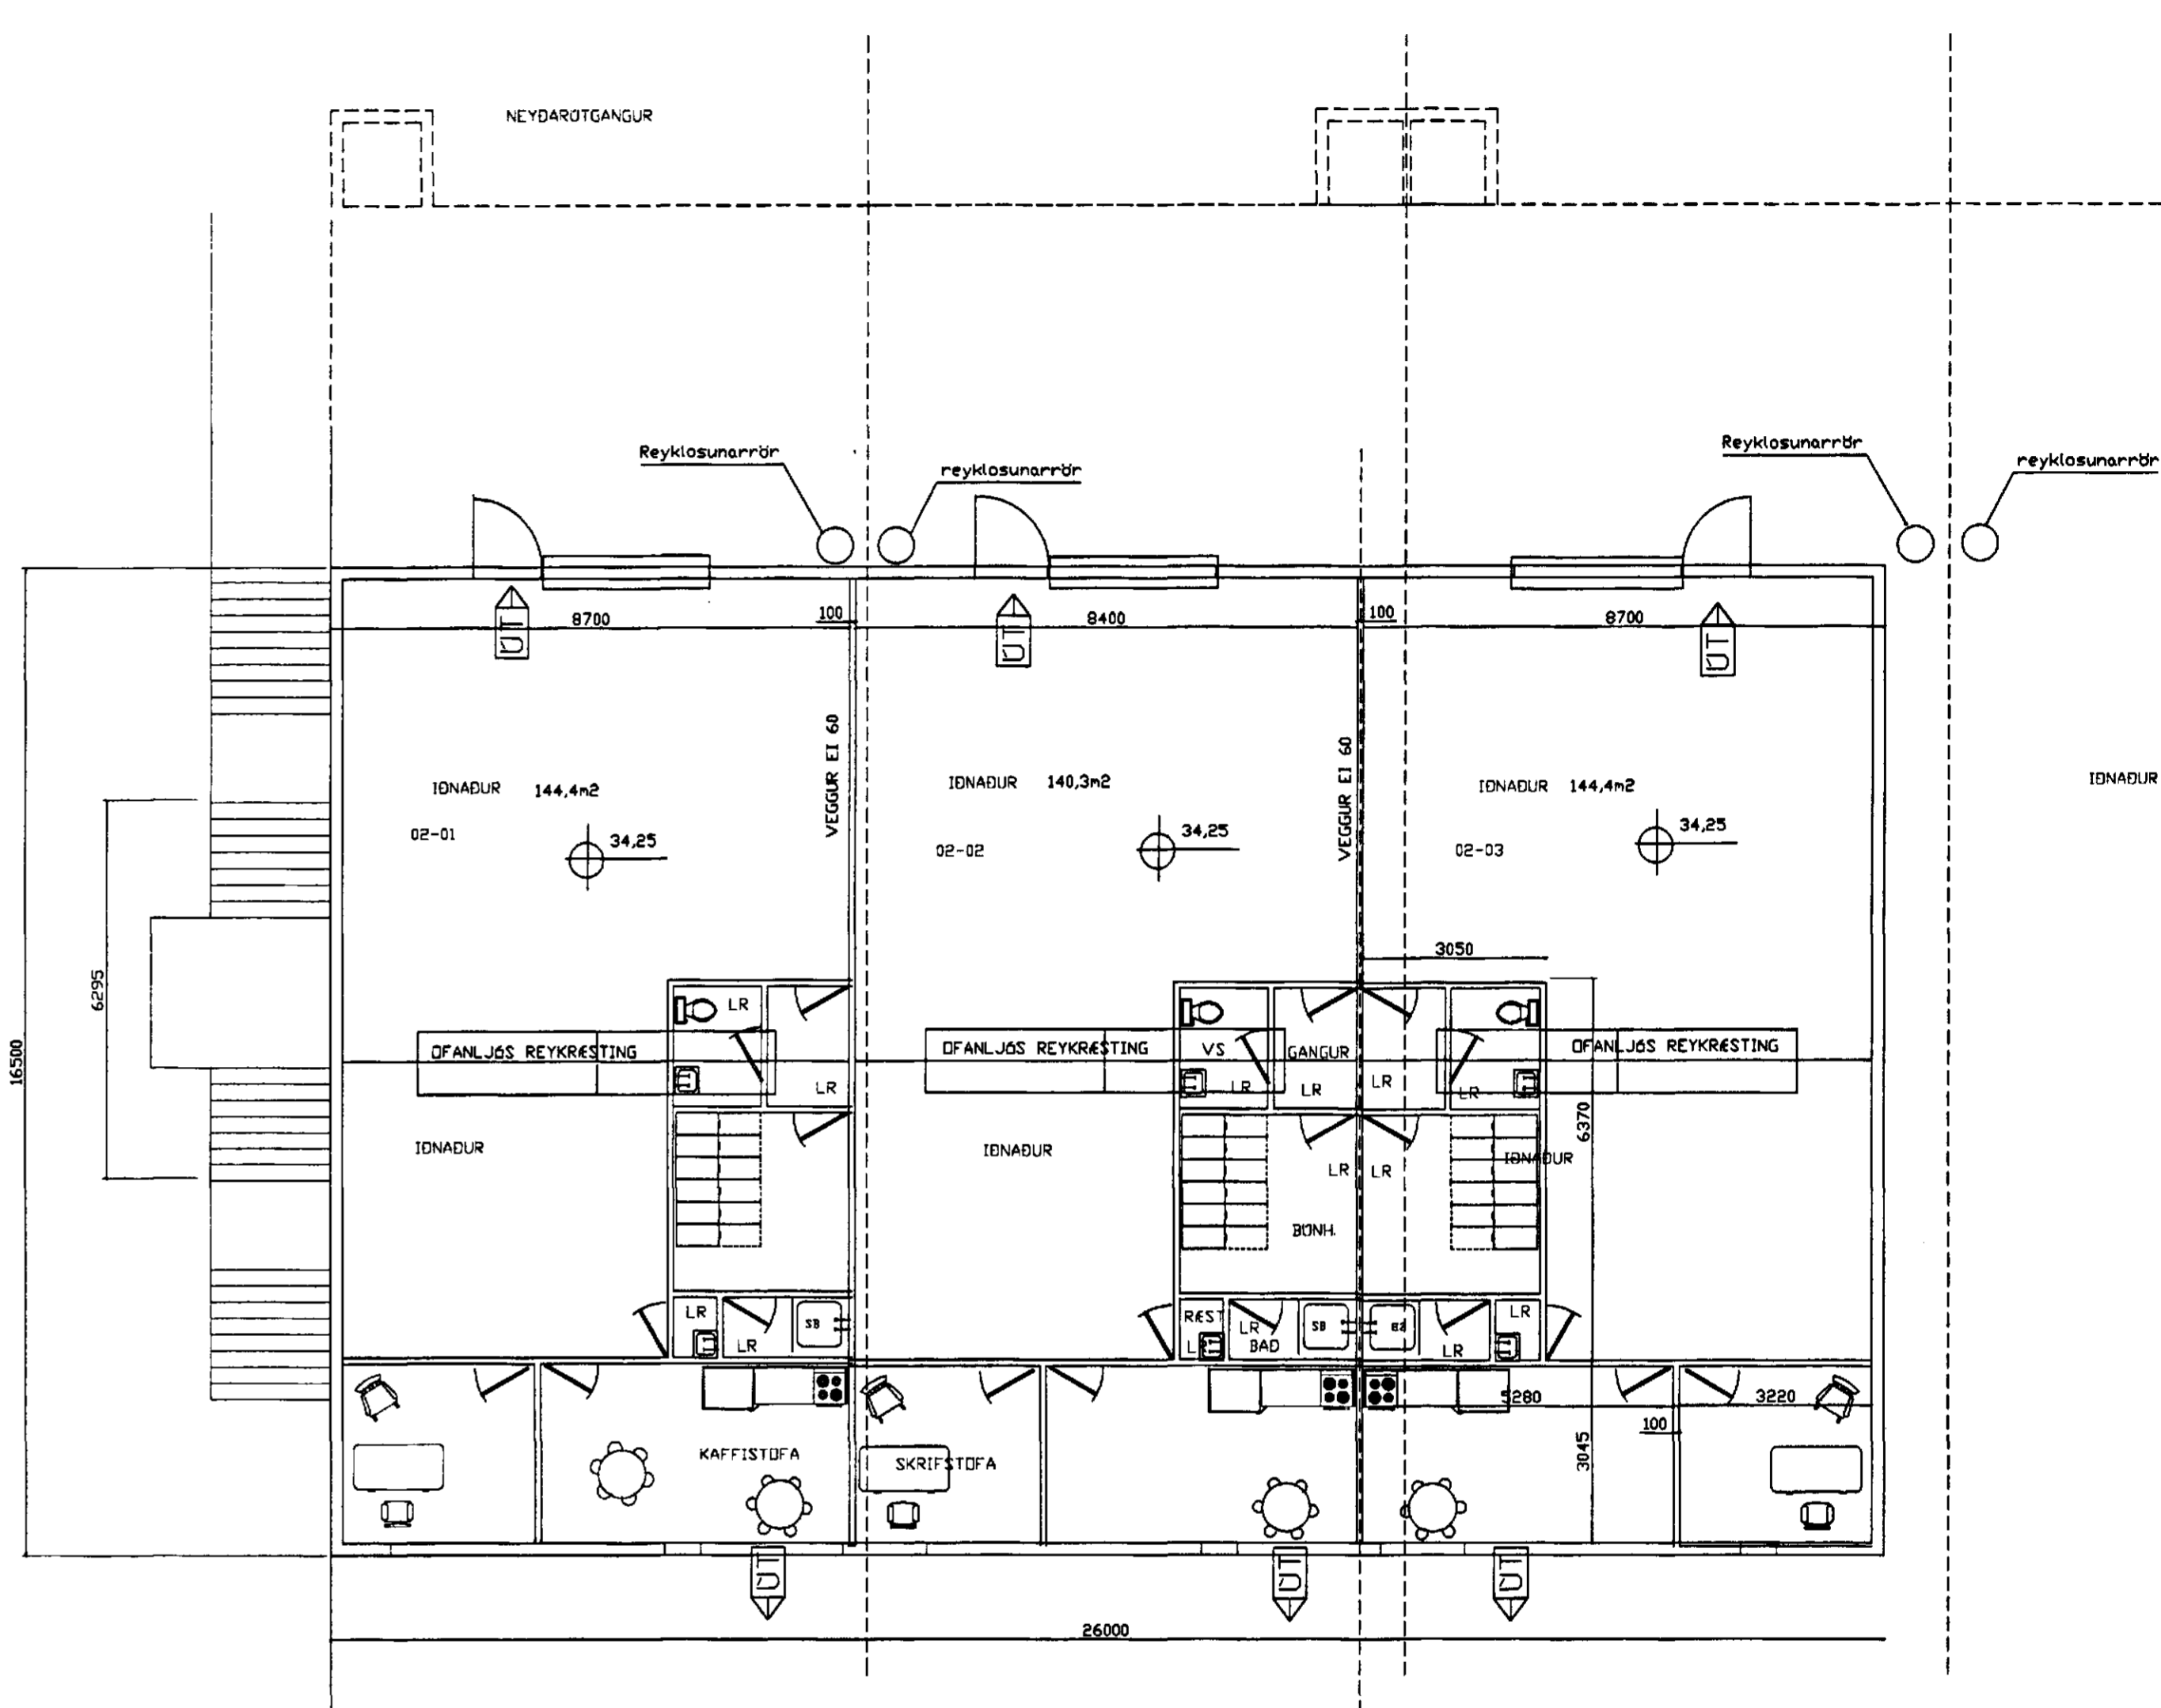 NEYÐARÚTGANGUR
Reyklosunarrör
reyklosunarrör
Reyklosunarrör
reyklosunarrör
ÚT
ÚT
ÚT
8700
100
8400
100
8700
VEGGUR EI 60
VEGGUR EI 60
IÐNAÐUR 144,4m2
IÐNAÐUR 140,3m2
IÐNAÐUR 144,4m2
IÐNAÐUR
02-01
34,25
02-02
34,25
02-03
34,25
6295
16500
3050
LR
OFANLJÓS REYKRÆSTING
OFANLJÓS REYKRÆSTING
VS
GANGUR
OFANLJÓS REYKRÆSTING
LR
LR
LR
LR
LR
6370
IÐNAÐUR
IÐNAÐUR
LR
LR
IÐNAÐUR
BÚNH.
LR
LR
SB
RÆST
L
LR
BAÐ
SB
SB
LR
LR
5280
3220
100
3045
KAFFISTOFA
SKRIFSTOFA
ÚT
ÚT
ÚT
26000